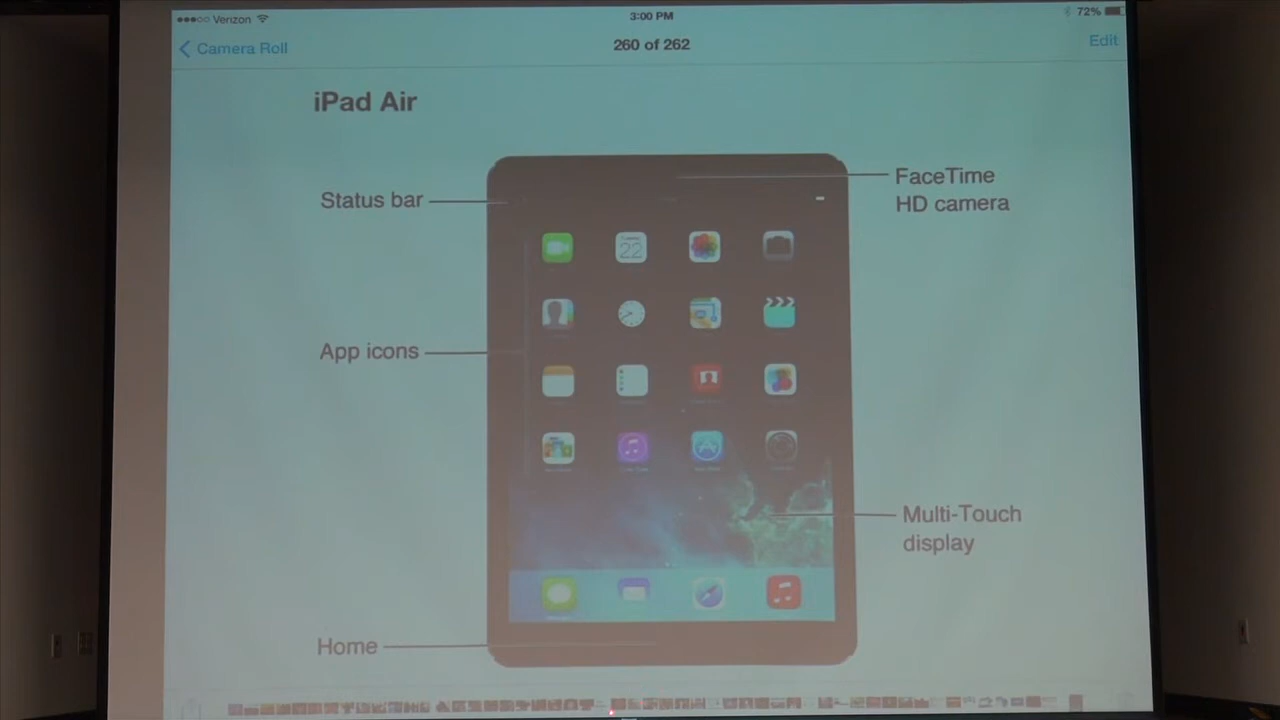 ●●●○○ Verizon
3:00 PM
72%
Camera Roll
260 of 262
Edit
iPad Air
Status bar
FaceTime
HD camera
22
App icons
Multi-Touch
display
Home